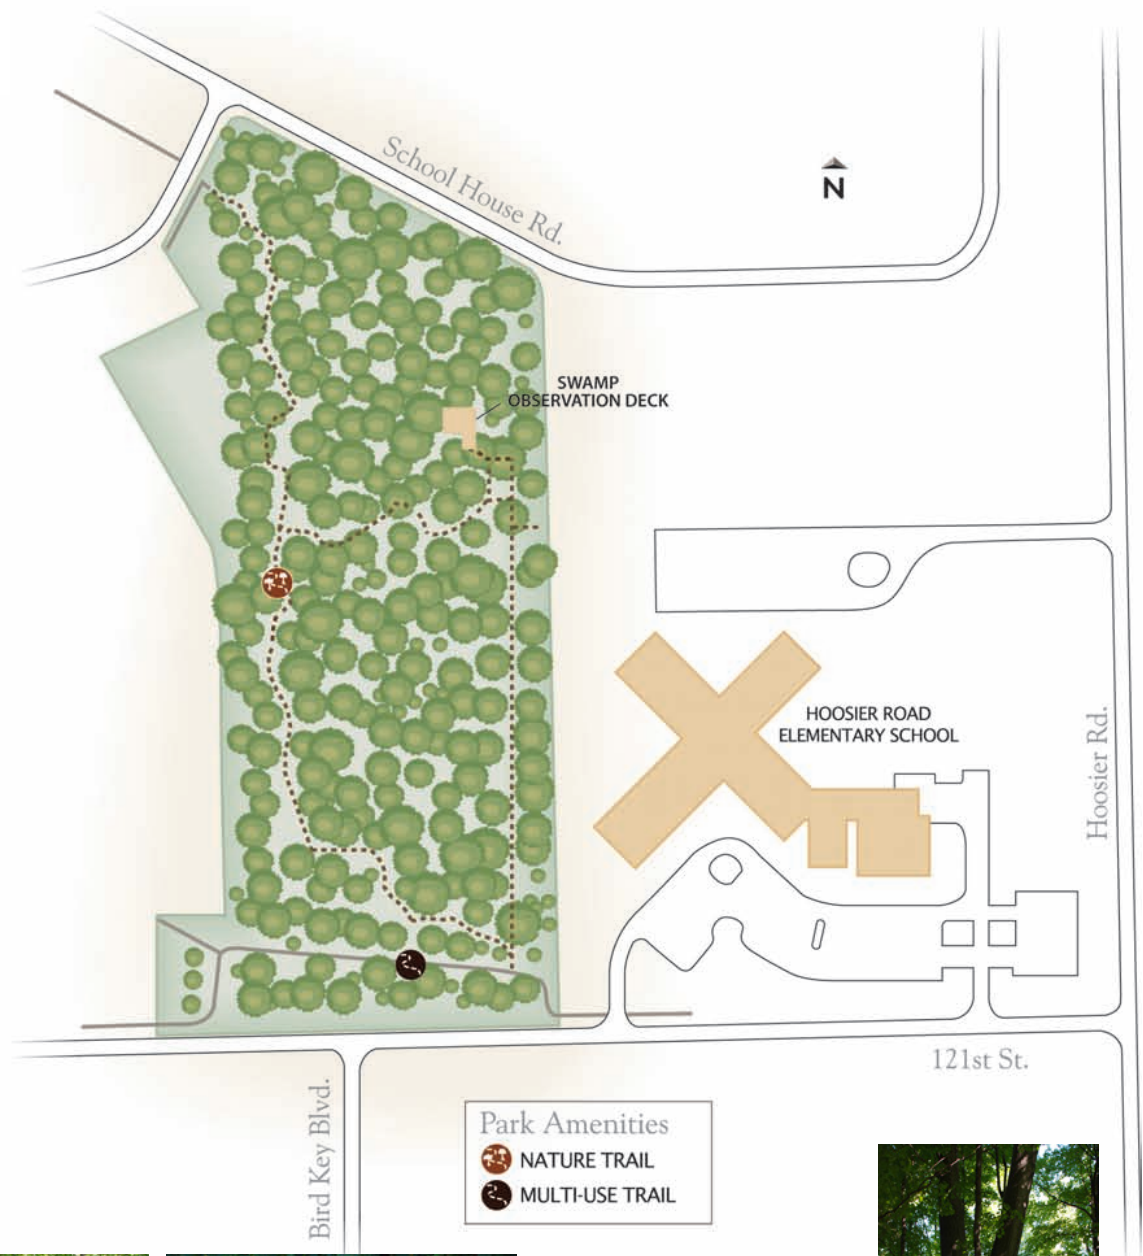 School House Rd.
N
SWAMP
OBSERVATION DECK
HOOSIER ROAD
ELEMENTARY SCHOOL
Hoosier Rd.
121st St.
Bird Key Blvd.
Park Amenities
NATURE TRAIL
MULTI-USE TRAIL